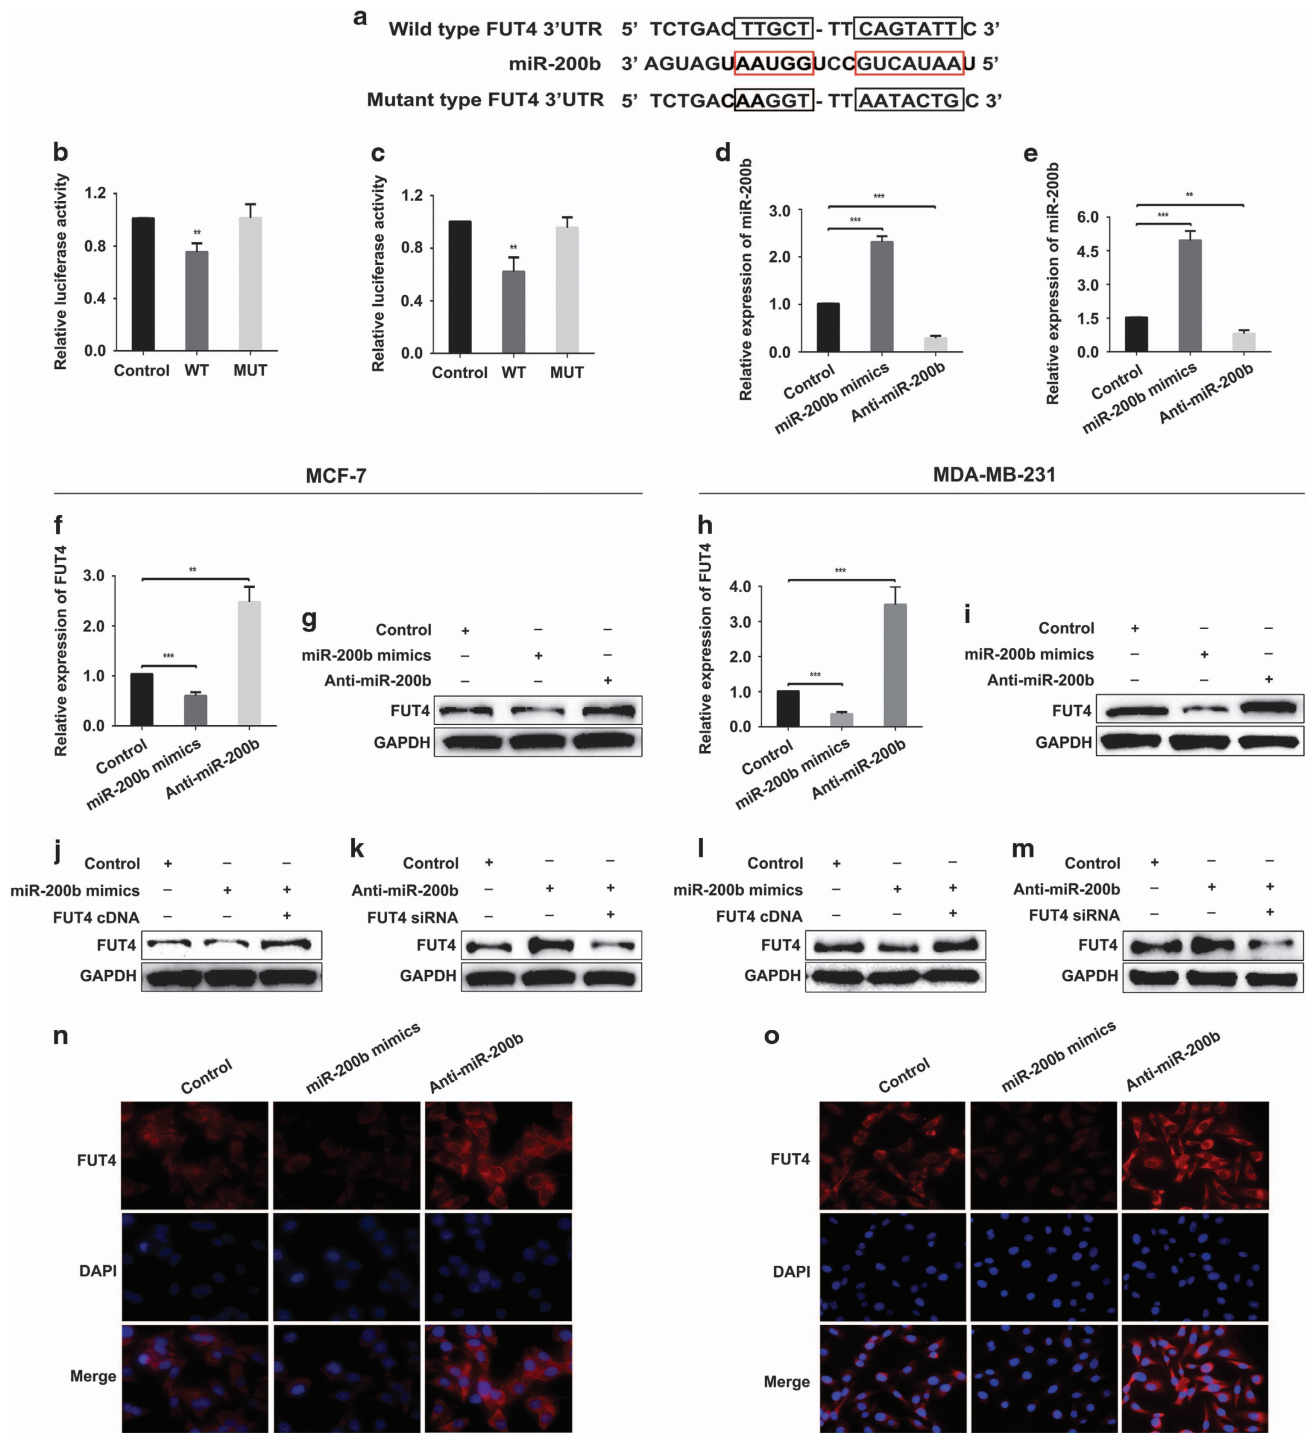 a
Wild type FUT4 3'UTR 5' TCTGAC TTGCT - TT CAGTATT C 3'
miR-200b 3' AGUAGUAAUGGUCCGUCAUAAU 5'
Mutant type FUT4 3'UTR 5' TCTGACAAGGT - TT AATACTG C 3'
b
Relative luciferase activity
1.2
0.8
0.4
0.0
**
Control WT MUT
c
Relative luciferase activity
1.2
0.8
0.4
0.0
**
Control WT MUT
d
Relative expression of miR-200b
3.0
2.0
1.0
0.0
***
***
Control
miR-200b mimics
Anti-miR-200b
e
Relative expression of miR-200b
6.0
4.5
3.0
1.5
0.0
**
***
Control
miR-200b mimics
Anti-miR-200b
MCF-7
MDA-MB-231
f
Relative expression of FUT4
3.0
2.0
1.0
0.0
**
***
Control
miR-200b mimics
Anti-miR-200b
g
Control + – –
miR-200b mimics – + –
Anti-miR-200b – – +
FUT4
GAPDH
h
Relative expression of FUT4
4.0
3.0
2.0
1.0
0.0
***
***
Control
miR-200b mimics
Anti-miR-200b
i
Control + – –
miR-200b mimics – + –
Anti-miR-200b – – +
FUT4
GAPDH
j
Control + – –
miR-200b mimics – + +
FUT4 cDNA – – +
FUT4
GAPDH
k
Control + – –
Anti-miR-200b – + +
FUT4 siRNA – – +
FUT4
GAPDH
l
Control + – –
miR-200b mimics – + +
FUT4 cDNA – – +
FUT4
GAPDH
m
Control + – –
Anti-miR-200b – + +
FUT4 siRNA – – +
FUT4
GAPDH
n
Control
miR-200b mimics
Anti-miR-200b
FUT4
DAPI
Merge
o
Control
miR-200b mimics
Anti-miR-200b
FUT4
DAPI
Merge